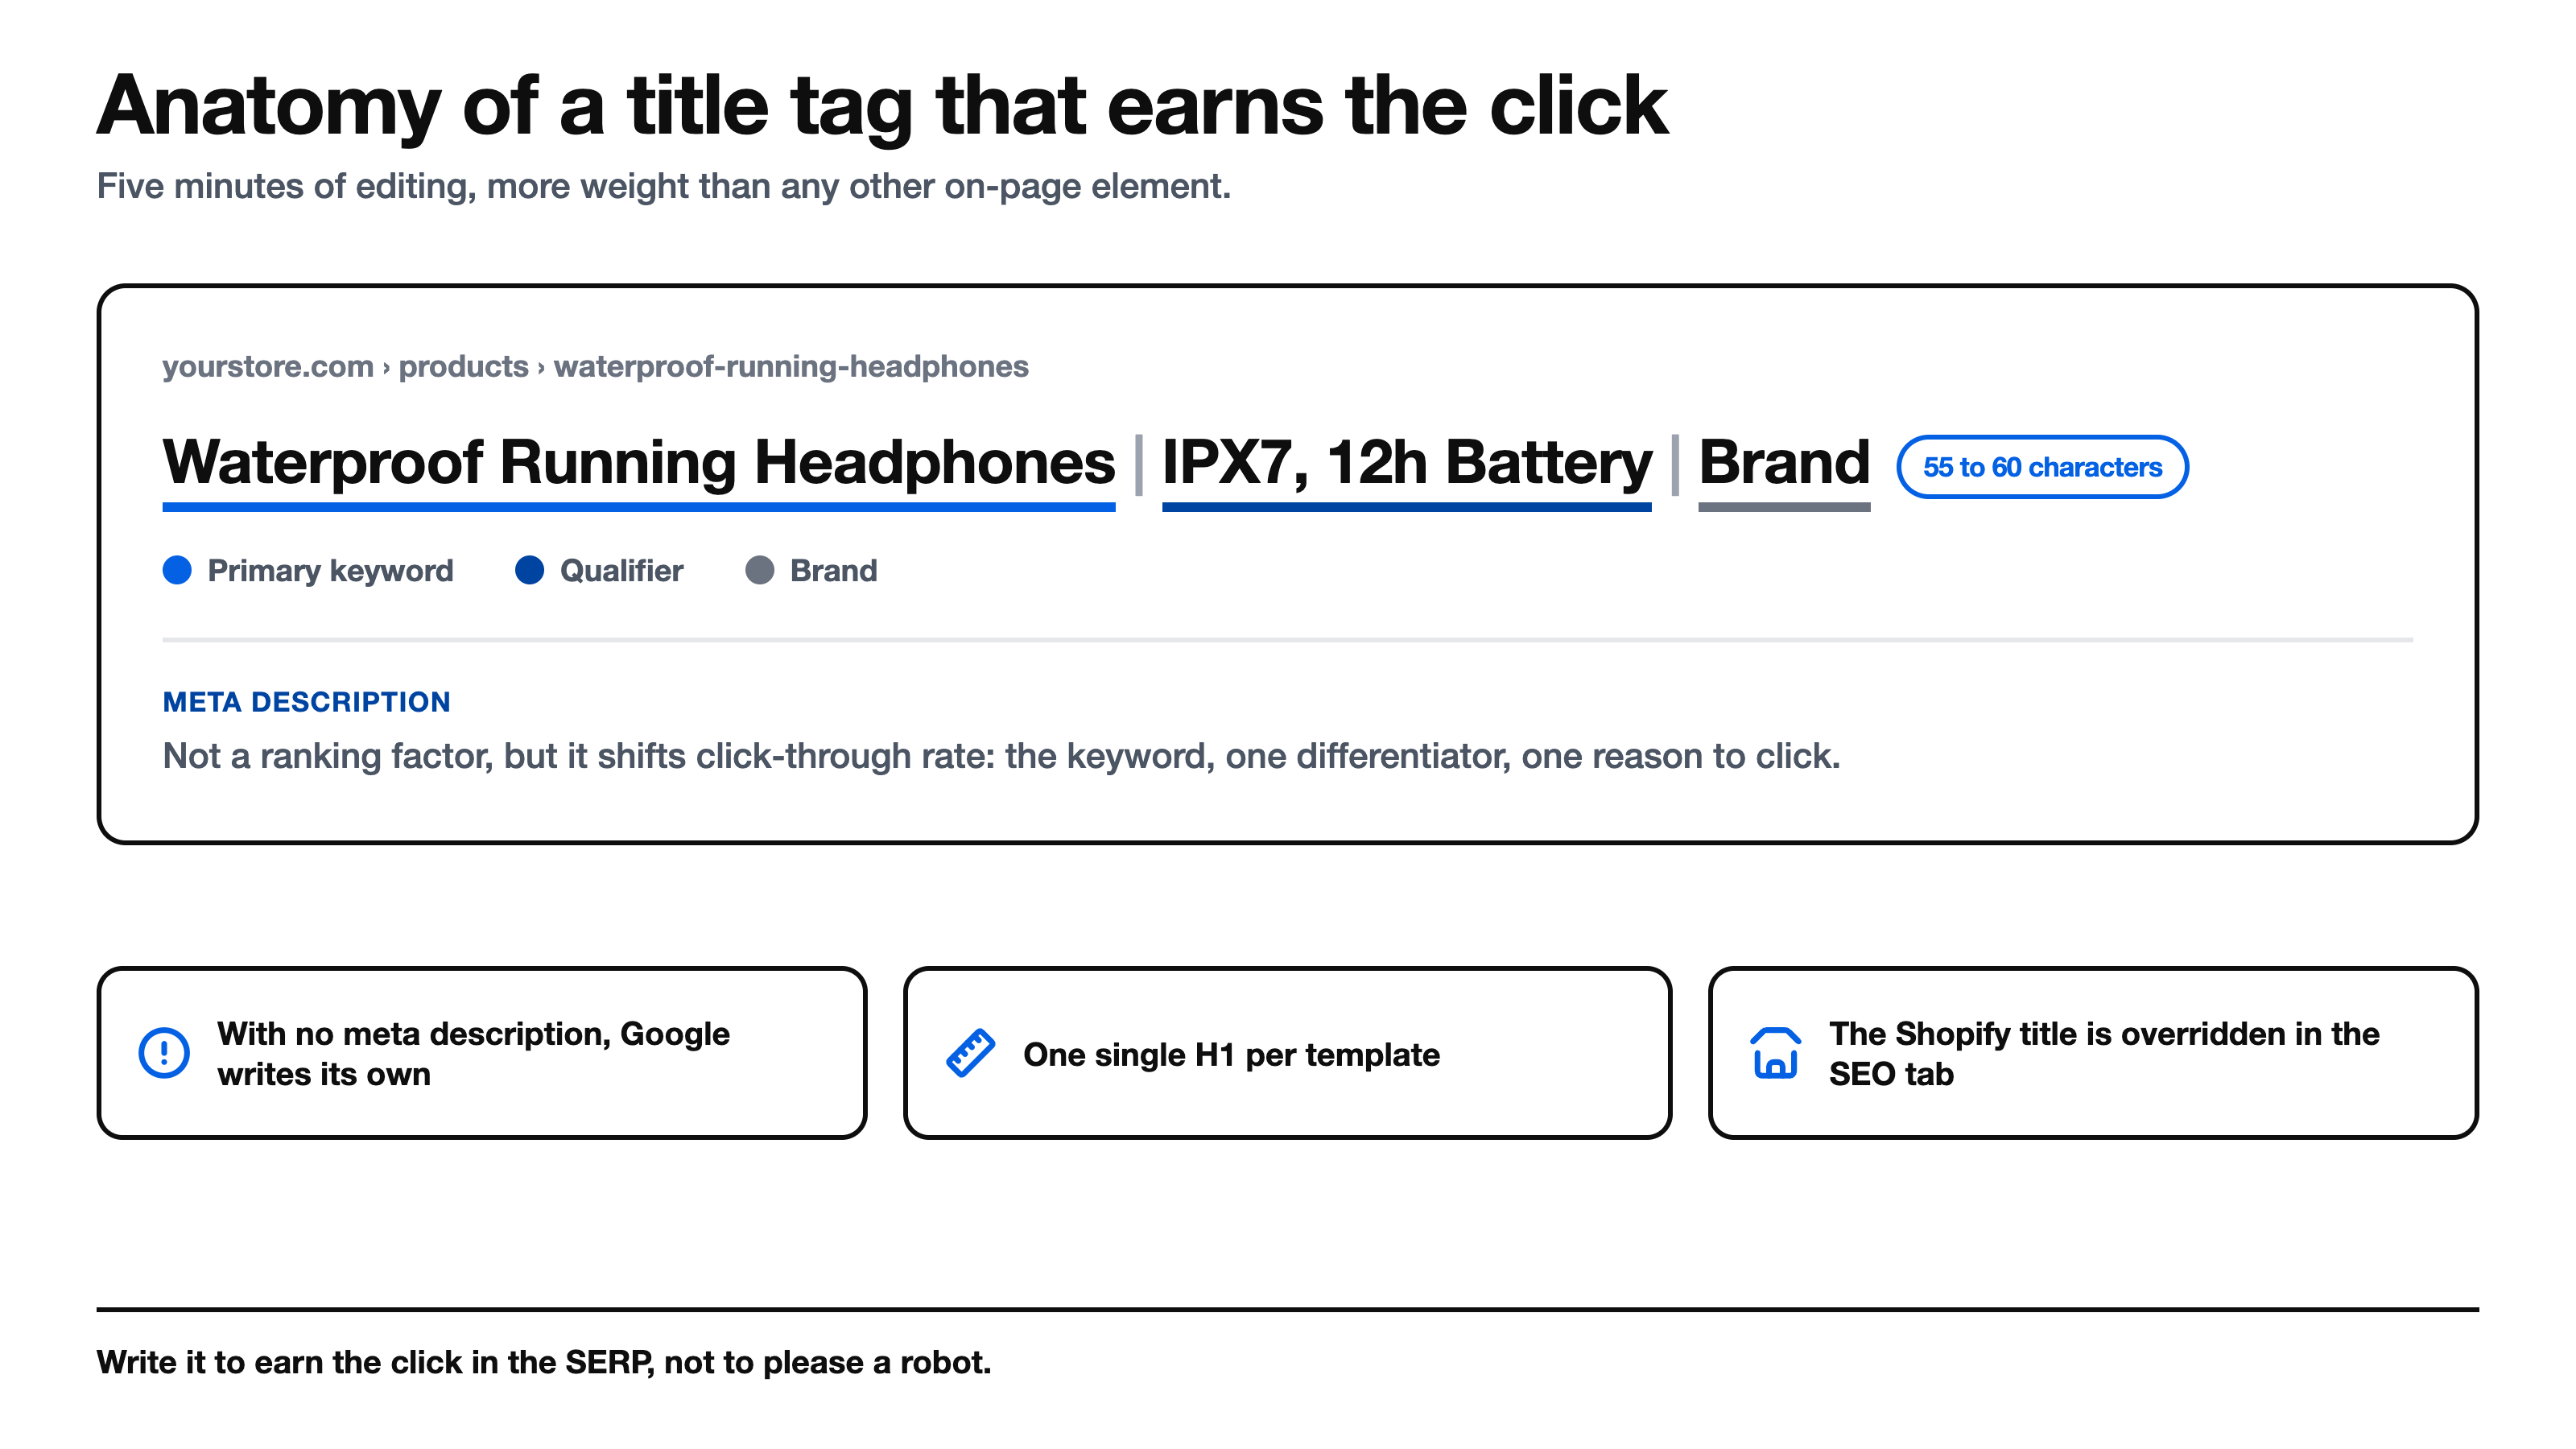 Anatomy of a title tag that earns the click
Five minutes of editing, more weight than any other on-page element.
yourstore.com › products › waterproof-running-headphones
Waterproof Running Headphones | IPX7, 12h Battery | Brand 55 to 60 characters
Primary keyword Qualifier Brand
META DESCRIPTION
Not a ranking factor, but it shifts click-through rate: the keyword, one differentiator, one reason to click.
With no meta description, Google
writes its own
One single H1 per template
The Shopify title is overridden in the
SEO tab
Write it to earn the click in the SERP, not to please a robot.